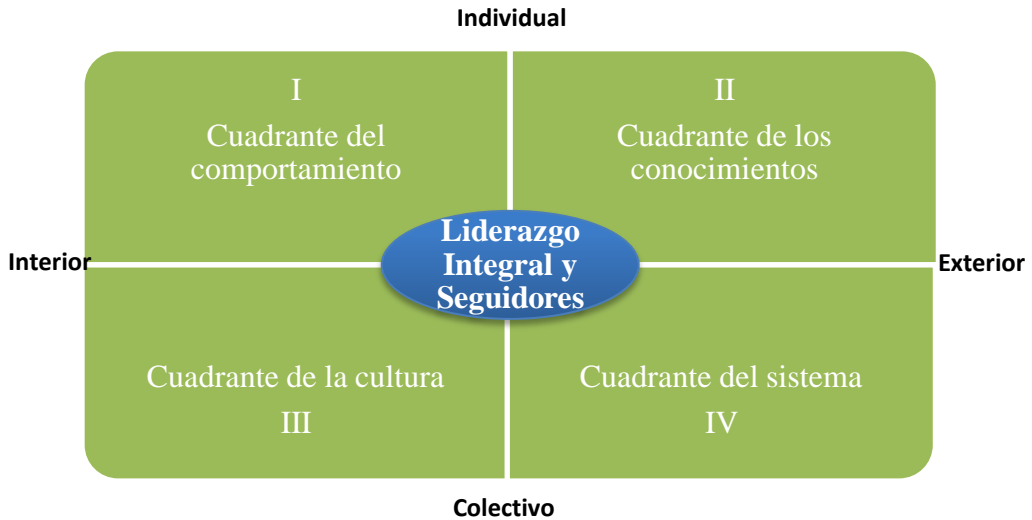 Individual
I
Cuadrante del
comportamiento
II
Cuadrante de los
conocimientos
Interior
Liderazgo
Integral y
Seguidores
Exterior
Cuadrante de la cultura
III
Cuadrante del sistema
IV
Colectivo